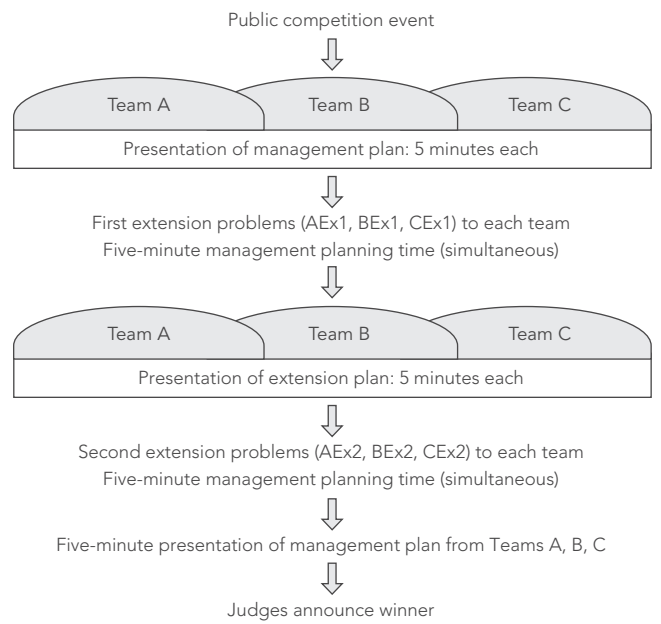 Public competition event
Team A
Team B
Team C
Presentation of management plan: 5 minutes each
First extension problems (AEx1, BEx1, CEx1) to each team
Five-minute management planning time (simultaneous)
Team A
Team B
Team C
Presentation of extension plan: 5 minutes each
Second extension problems (AEx2, BEx2, CEx2) to each team
Five-minute management planning time (simultaneous)
Five-minute presentation of management plan from Teams A, B, C
Judges announce winner